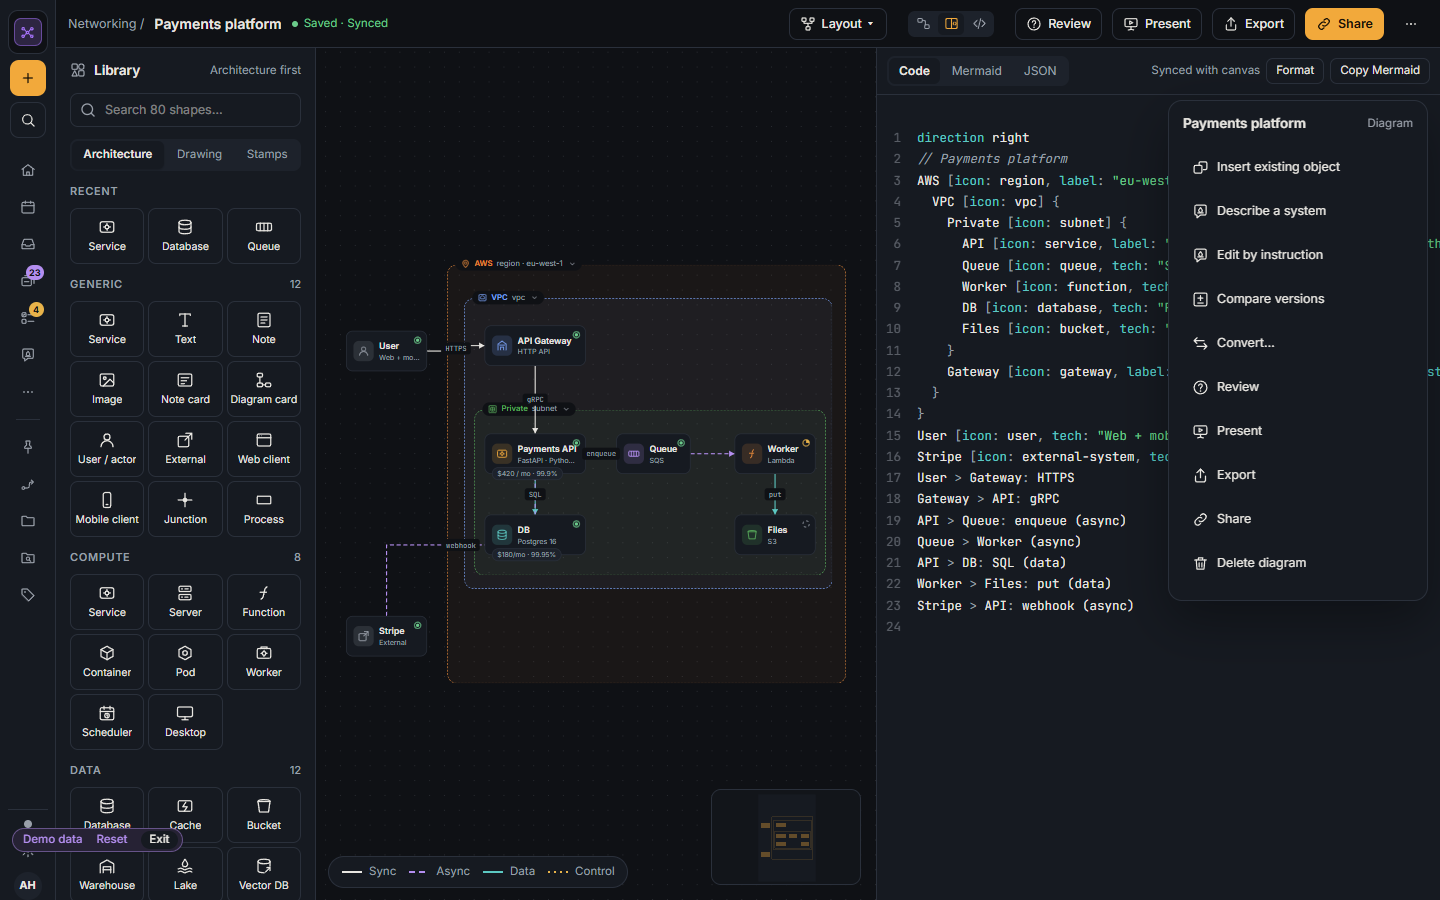 Networking / Payments platform Saved · Synced
Layout
Review
Present
Export
Share
23
4
Demo data Reset Exit
AH
Library Architecture first
Search 80 shapes...
Architecture Drawing Stamps
RECENT
Service Database Queue
GENERIC 12
Service Text Note
Image Note card Diagram card
User / actor External Web client
Mobile client Junction Process
COMPUTE 8
Service Server Function
Container Pod Worker
Scheduler Desktop
DATA 12
Database Cache Bucket
Warehouse Lake Vector DB
AWS region · eu-west-1
VPC vpc
User
Web + mo...
HTTPS
API Gateway
HTTP API
gRPC
Private subnet
Payments API
FastAPI · Pytho...
$420 / mo · 99.9%
enqueue
Queue
SQS
Worker
Lambda
SQL
put
DB
Postgres 16
$180/mo · 99.95%
Files
S3
webhook
Stripe
External
Sync Async Data Control
Code Mermaid JSON
Synced with canvas Format Copy Mermaid
1 direction right
2 // Payments platform
3 AWS [icon: region, label: "eu-west
4 VPC [icon: vpc] {
5 Private [icon: subnet] {
6 API [icon: service, label: "
7 Queue [icon: queue, tech: "S
8 Worker [icon: function, tech
9 DB [icon: database, tech: "P
10 Files [icon: bucket, tech: "
11 }
12 Gateway [icon: gateway, label:
13 }
14 }
15 User [icon: user, tech: "Web + mob
16 Stripe [icon: external-system, tec
17 User > Gateway: HTTPS
18 Gateway > API: gRPC
19 API > Queue: enqueue (async)
20 Queue > Worker (async)
21 API > DB: SQL (data)
22 Worker > Files: put (data)
23 Stripe > API: webhook (async)
24
Payments platform Diagram
Insert existing object
Describe a system
Edit by instruction
Compare versions
Convert...
Review
Present
Export
Share
Delete diagram